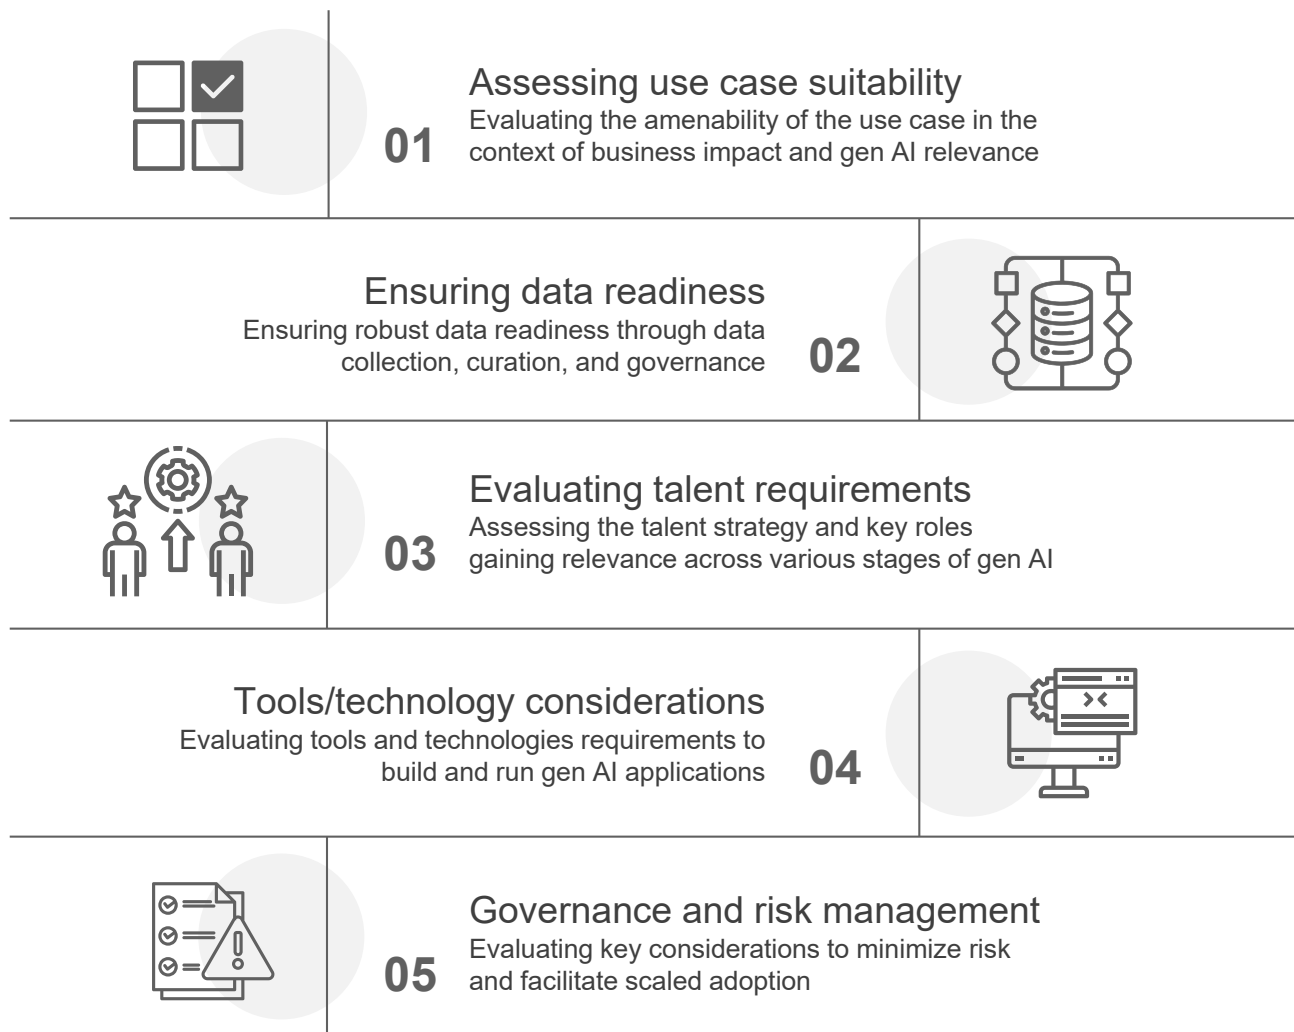 Assessing use case suitability
Evaluating the amenability of the use case in the
01
context of business impact and gen AI relevance
Ensuring data readiness
Ensuring robust data readiness through data
collection, curation, and governance
02
Evaluating talent requirements
Assessing the talent strategy and key roles
03
gaining relevance across various stages of gen AI
Tools/technology considerations
Evaluating tools and technologies requirements to
build and run gen AI applications
04
Governance and risk management
Evaluating key considerations to minimize risk
05
and facilitate scaled adoption